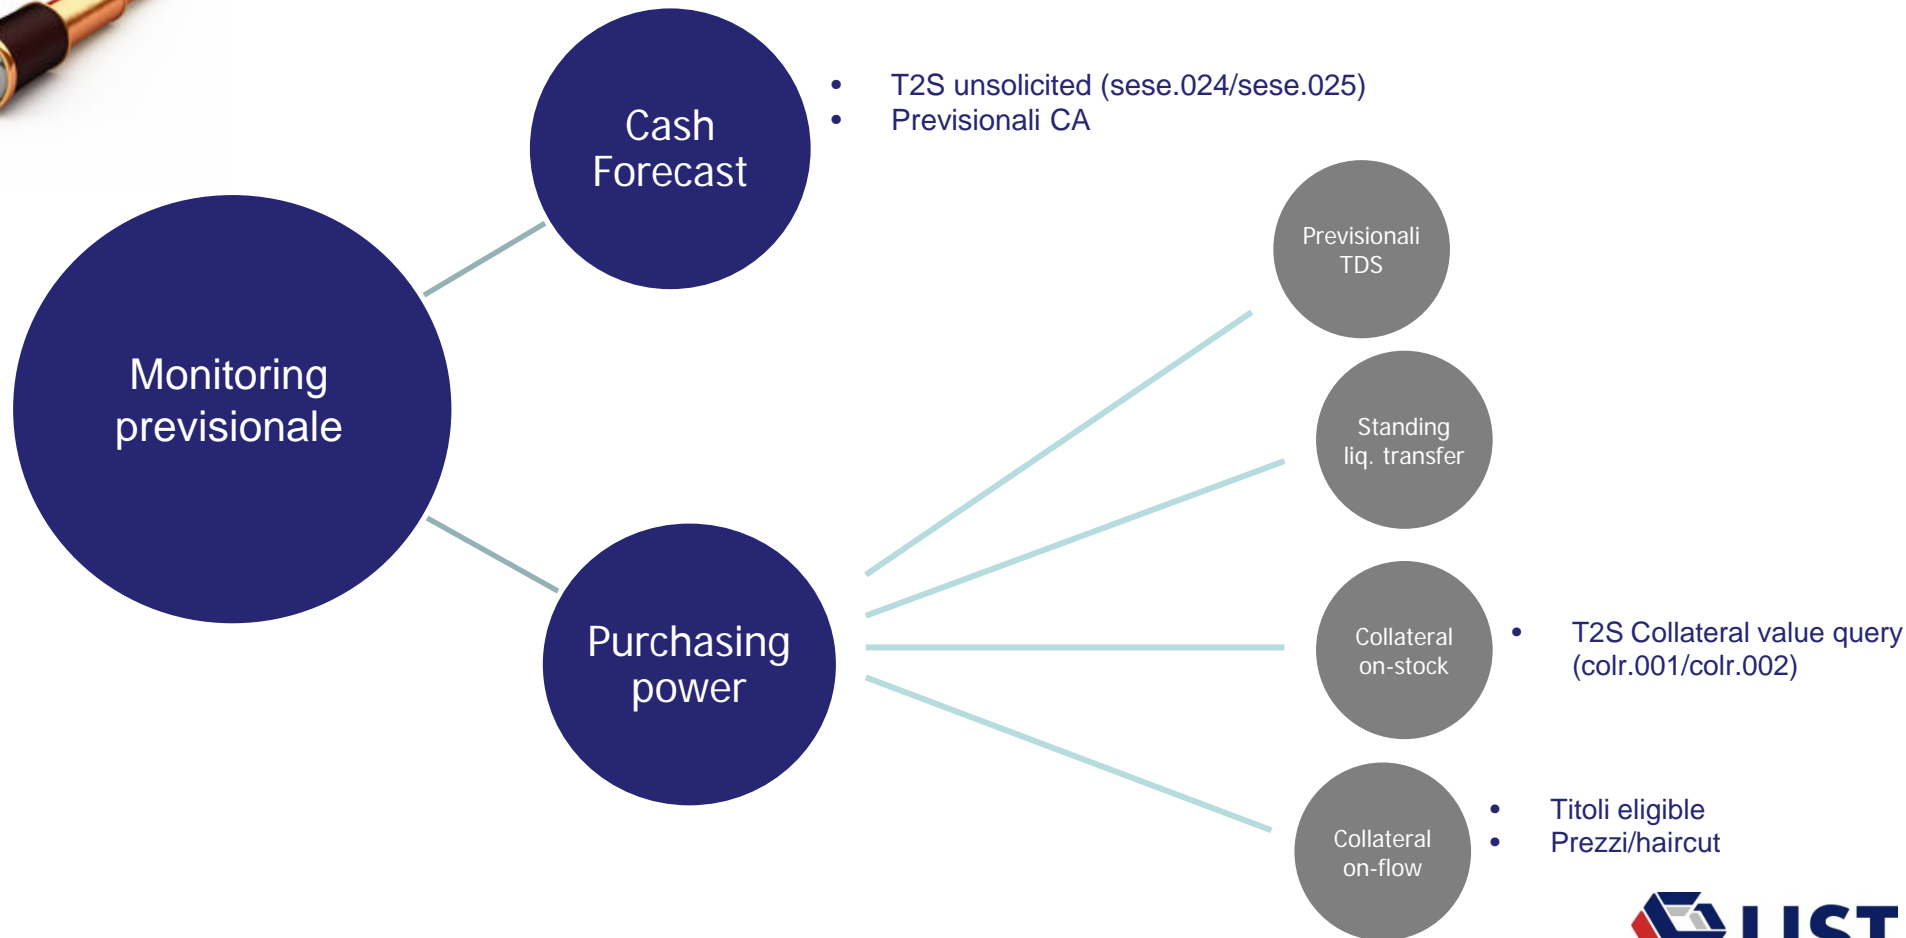 Cash
Forecast
• T2S unsolicited (sese.024/sese.025)
• Previsionali CA
Monitoring
previsionale
Purchasing
power
Previsionali
TDS
Standing
liq. transfer
Collateral
on-stock
• T2S Collateral value query
(colr.001/colr.002)
Collateral
on-flow
• Titoli eligible
• Prezzi/haircut
LIST